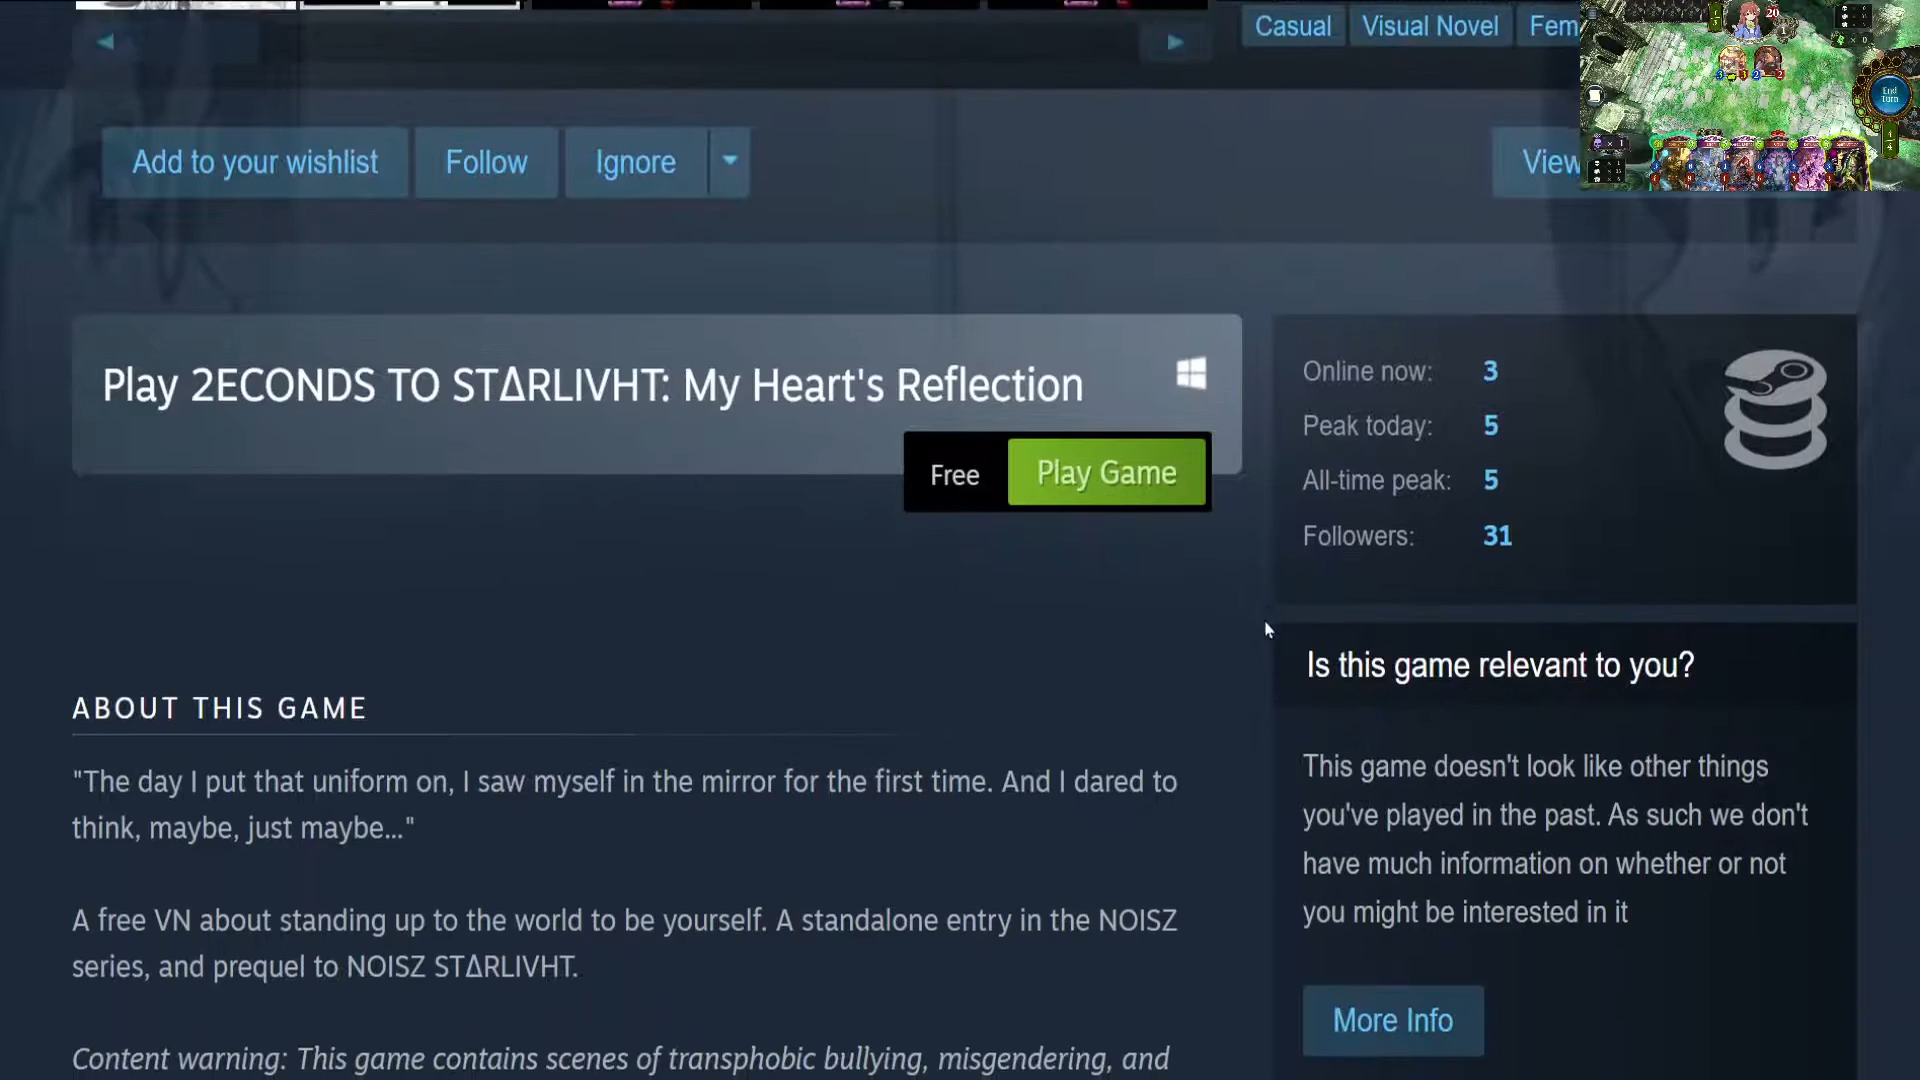 Casual Visual Novel Fem
Add to your wishlist Follow Ignore View
Play 2ECONDS TO STΔRLIVHT: My Heart's Reflection
Free Play Game
Online now: 3
Peak today: 5
All-time peak: 5
Followers: 31
Is this game relevant to you?
This game doesn't look like other things
you've played in the past. As such we don't
have much information on whether or not
you might be interested in it
More Info
ABOUT THIS GAME
"The day I put that uniform on, I saw myself in the mirror for the first time. And I dared to
think, maybe, just maybe..."
A free VN about standing up to the world to be yourself. A standalone entry in the NOISZ
series, and prequel to NOISZ STΔRLIVHT.
Content warning: This game contains scenes of transphobic bullying, misgendering, and
20
End
Turn